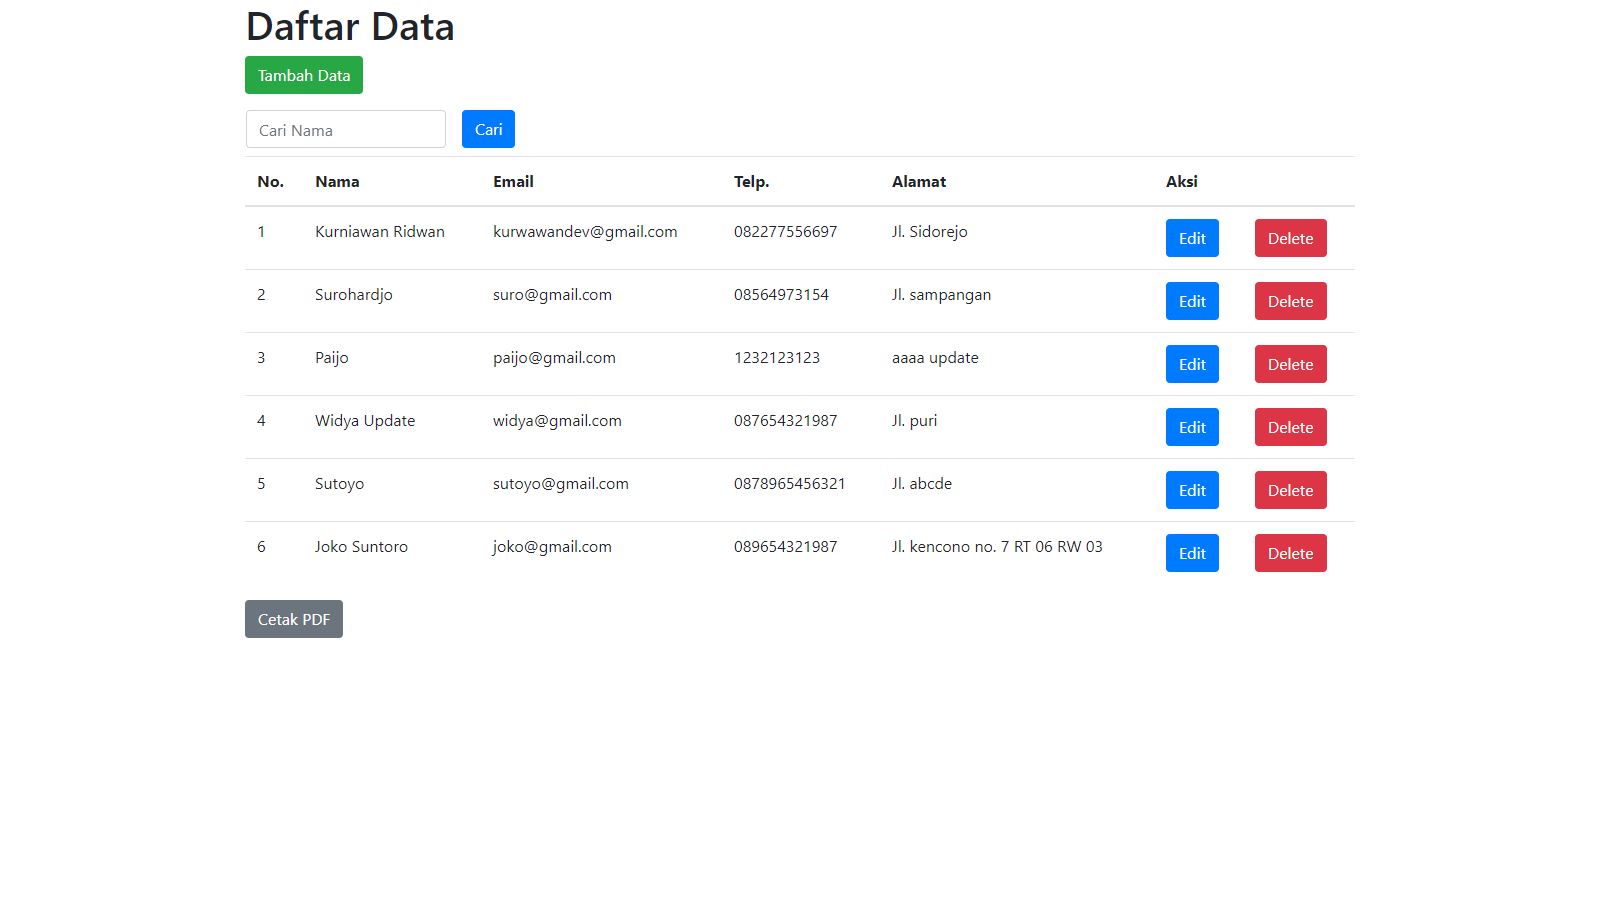 Daftar Data
Tambah Data
Cari Nama Cari
No. Nama Email Telp. Alamat Aksi
1 Kurniawan Ridwan kurwawandev@gmail.com 082277556697 Jl. Sidorejo Edit Delete
2 Surohardjo suro@gmail.com 08564973154 Jl. sampangan Edit Delete
3 Paijo paijo@gmail.com 1232123123 aaaa update Edit Delete
4 Widya Update widya@gmail.com 087654321987 Jl. puri Edit Delete
5 Sutoyo sutoyo@gmail.com 0878965456321 Jl. abcde Edit Delete
6 Joko Suntoro joko@gmail.com 089654321987 Jl. kencono no. 7 RT 06 RW 03 Edit Delete
Cetak PDF